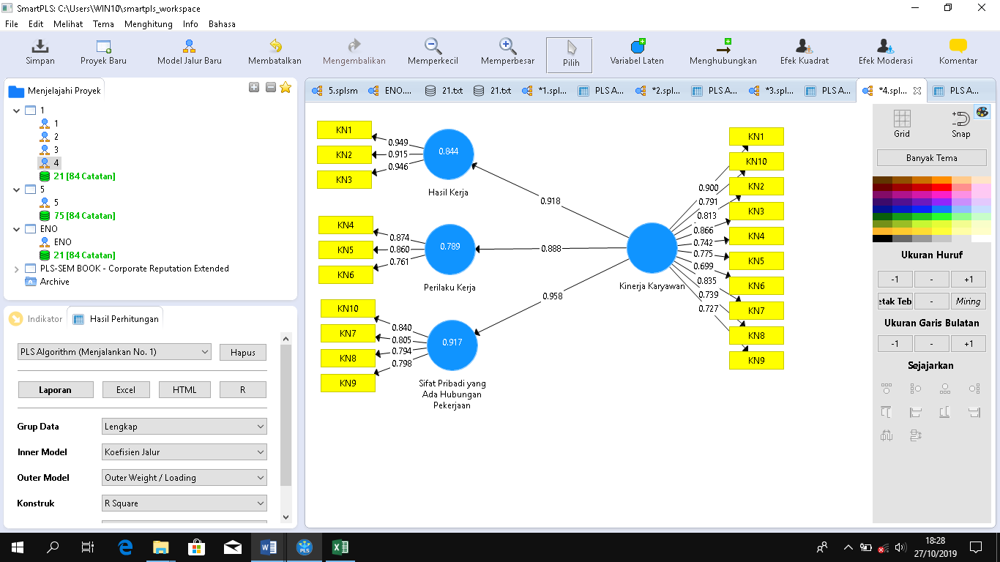 SmartPLS: C:\Users\WIN10\smartpls_workspace
File Edit Melihat Tema Menghitung Info Bahasa
Simpan Proyek Baru Model Jalur Baru Membatalkan Mengembalikan Memperkecil Memperbesar Pilih Variabel Laten Menghubungkan Efek Kuadrat Efek Moderasi Komentar
Menjelajahi Proyek
1
1
2
3
4
21 [84 Catatan]
5
5
75 [84 Catatan]
ENO
ENO
21 [84 Catatan]
PLS-SEM BOOK - Corporate Reputation Extended
Archive
Indikator Hasil Perhitungan
PLS Algorithm (Menjalankan No. 1) Hapus
Laporan Excel HTML R
Grup Data Lengkap
Inner Model Koefisien Jalur
Outer Model Outer Weight / Loading
Konstruk R Square
5.splsm ENO.... 21.txt 21.txt *1.spl... PLS A... *2.spl... PLS A... *3.spl... PLS A... *4.spl... PLS A...
KN1
KN2
KN3
0.949
0.915
0.946
0.844
Hasil Kerja
KN4
KN5
KN6
0.874
0.860
0.761
0.789
Perilaku Kerja
KN10
KN7
KN8
KN9
0.840
0.805
0.794
0.798
0.917
Sifat Pribadi yang
Ada Hubungan
Pekerjaan
0.918
0.888
0.958
Kinerja Karyawan
0.900
0.791
0.813
0.866
0.742
0.775
0.699
0.835
0.739
0.727
KN1
KN10
KN2
KN3
KN4
KN5
KN6
KN7
KN8
KN9
Grid Snap
Banyak Tema
Ukuran Huruf
-1 - +1
etak Teb - Miring
Ukuran Garis Bulatan
-1 - +1
Sejajarkan
18:28
27/10/2019